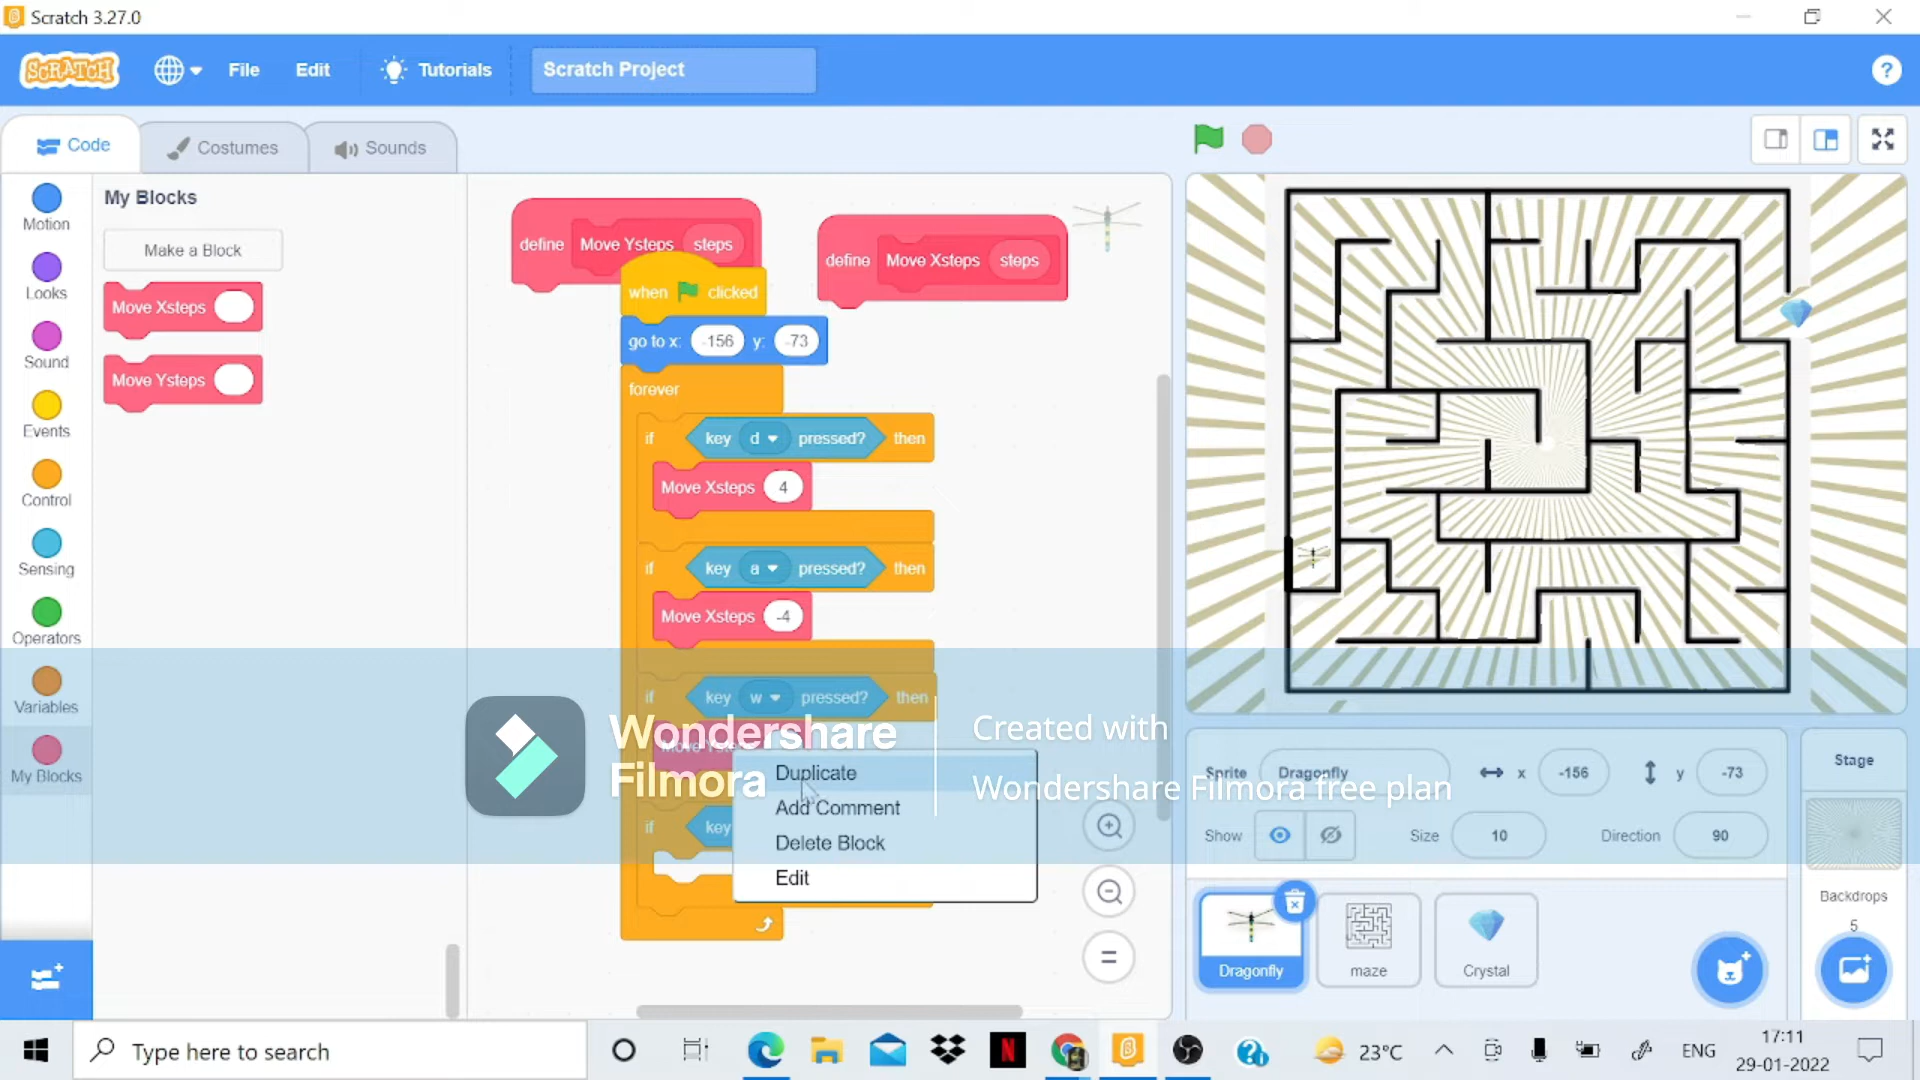 Scratch 3.27.0
SCRATCH
File
Edit
Tutorials
Scratch Project
?
Code
Costumes
Sounds
Motion
Looks
Sound
Events
Control
Sensing
Operators
Variables
My Blocks
My Blocks
Make a Block
Move Xsteps
Move Ysteps
define Move Ysteps steps
define Move Xsteps steps
when clicked
go to x: -156 y: -73
forever
if key d pressed? then
Move Xsteps 4
if key a pressed? then
Move Xsteps -4
if key w pressed? then
if key
Duplicate
Add Comment
Delete Block
Edit
Wondershare
Filmora
Created with
Wondershare Filmora free plan
Sprite Dragonfly x -156 y -73
Show Size 10 Direction 90
Dragonfly
maze
Crystal
Stage
Backdrops
5
Type here to search
23°C
ENG
17:11
29-01-2022